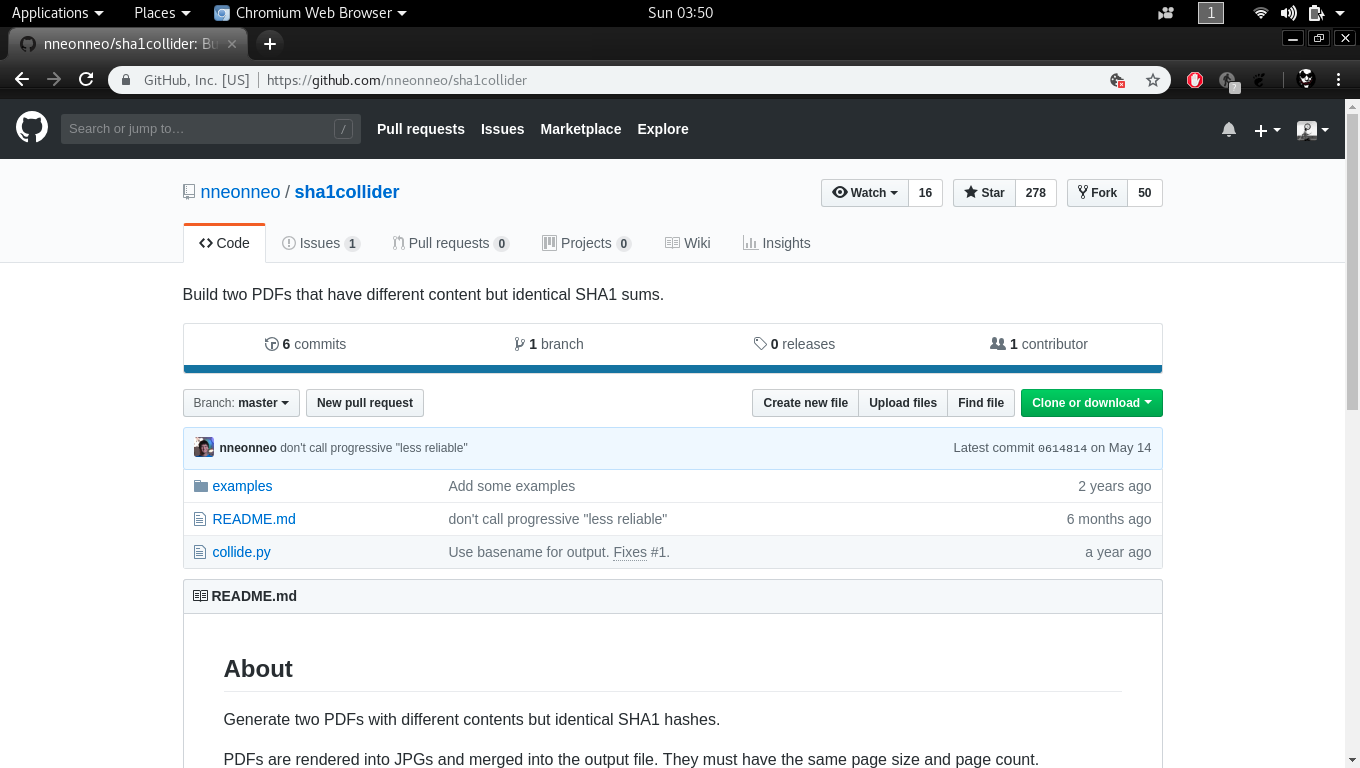 Applications Places Chromium Web Browser Sun 03:50 1
nneonneo/sha1collider: Bu
GitHub, Inc. [US] https://github.com/nneonneo/sha1collider ?
Search or jump to… / Pull requests Issues Marketplace Explore
nneonneo / sha1collider Watch 16 Star 278 Fork 50
Code Issues 1 Pull requests 0 Projects 0 Wiki Insights
Build two PDFs that have different content but identical SHA1 sums.
6 commits 1 branch 0 releases 1 contributor
Branch: master New pull request Create new file Upload files Find file Clone or download
nneonneo don't call progressive "less reliable" Latest commit 0614814 on May 14
examples Add some examples 2 years ago
README.md don't call progressive "less reliable" 6 months ago
collide.py Use basename for output. Fixes #1. a year ago
README.md
About
Generate two PDFs with different contents but identical SHA1 hashes.
PDFs are rendered into JPGs and merged into the output file. They must have the same page size and page count.